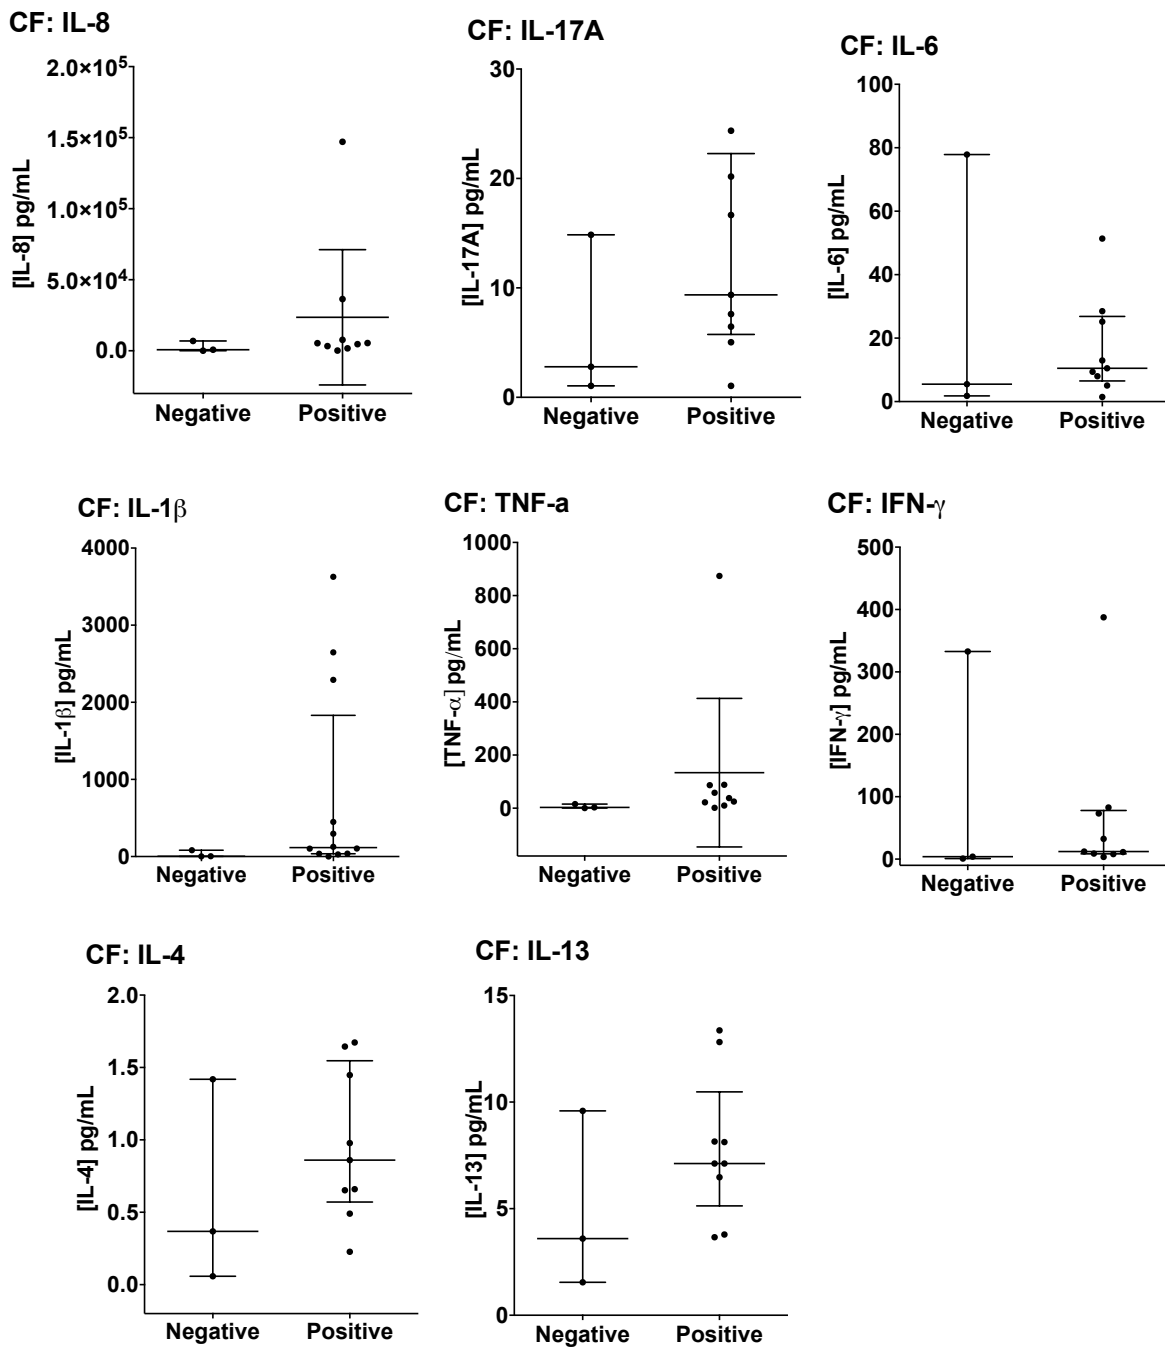 CF: IL-8
[IL-8] pg/mL
2.0×10⁵
1.5×10⁵
1.0×10⁵
5.0×10⁴
0.0
Negative Positive
CF: IL-17A
[IL-17A] pg/mL
30
20
10
0
Negative Positive
CF: IL-6
[IL-6] pg/mL
100
80
60
40
20
0
Negative Positive
CF: IL-1β
[IL-1β] pg/mL
4000
3000
2000
1000
0
Negative Positive
CF: TNF-a
[TNF-α] pg/mL
1000
800
600
400
200
0
Negative Positive
CF: IFN-γ
[IFN-γ] pg/mL
500
400
300
200
100
0
Negative Positive
CF: IL-4
[IL-4] pg/mL
2.0
1.5
1.0
0.5
0.0
Negative Positive
CF: IL-13
[IL-13] pg/mL
15
10
5
0
Negative Positive